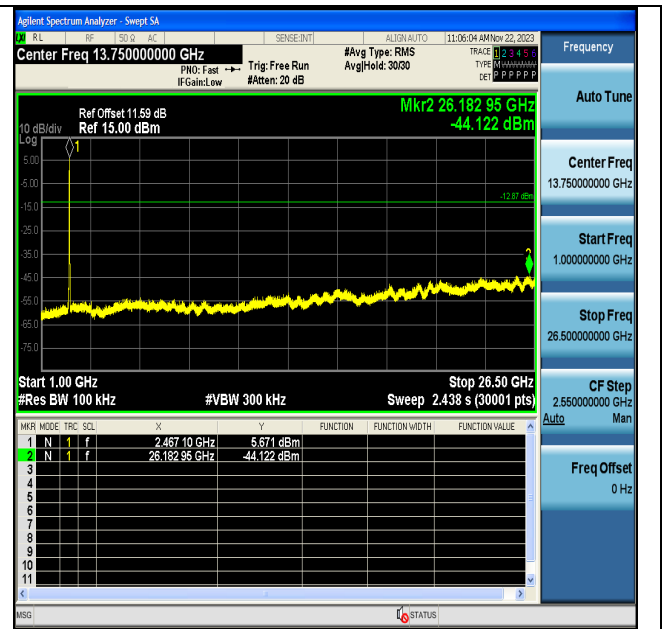 Agilent Spectrum Analyzer - Swept SA
LXI RL RF 50 Ω AC SENSE:INT ALIGN AUTO 11:06:04 AM Nov 22, 2023
Center Freq 13.750000000 GHz #Avg Type: RMS TRACE 1 2 3 4 5 6
PNO: Fast Trig: Free Run Avg|Hold: 30/30 TYPE M
IFGain:Low #Atten: 20 dB DET P P P P P P
Frequency
Auto Tune
Center Freq
13.750000000 GHz
Start Freq
1.000000000 GHz
Stop Freq
26.500000000 GHz
CF Step
2.550000000 GHz
Auto Man
Freq Offset
0 Hz
Mkr2 26.182 95 GHz
-44.122 dBm
Ref Offset 11.59 dB
10 dB/div Ref 15.00 dBm
Log
1
5.00
-5.00
-12.87 dBm
-15.0
-25.0
2
-35.0
-45.0
-55.0
-65.0
-75.0
Start 1.00 GHz Stop 26.50 GHz
#Res BW 100 kHz #VBW 300 kHz Sweep 2.438 s (30001 pts)
MKR MODE TRC SCL X Y FUNCTION FUNCTION WIDTH FUNCTION VALUE
1 N 1 f 2.467 10 GHz 5.671 dBm
2 N 1 f 26.182 95 GHz -44.122 dBm
3
4
5
6
7
8
9
10
11
MSG STATUS